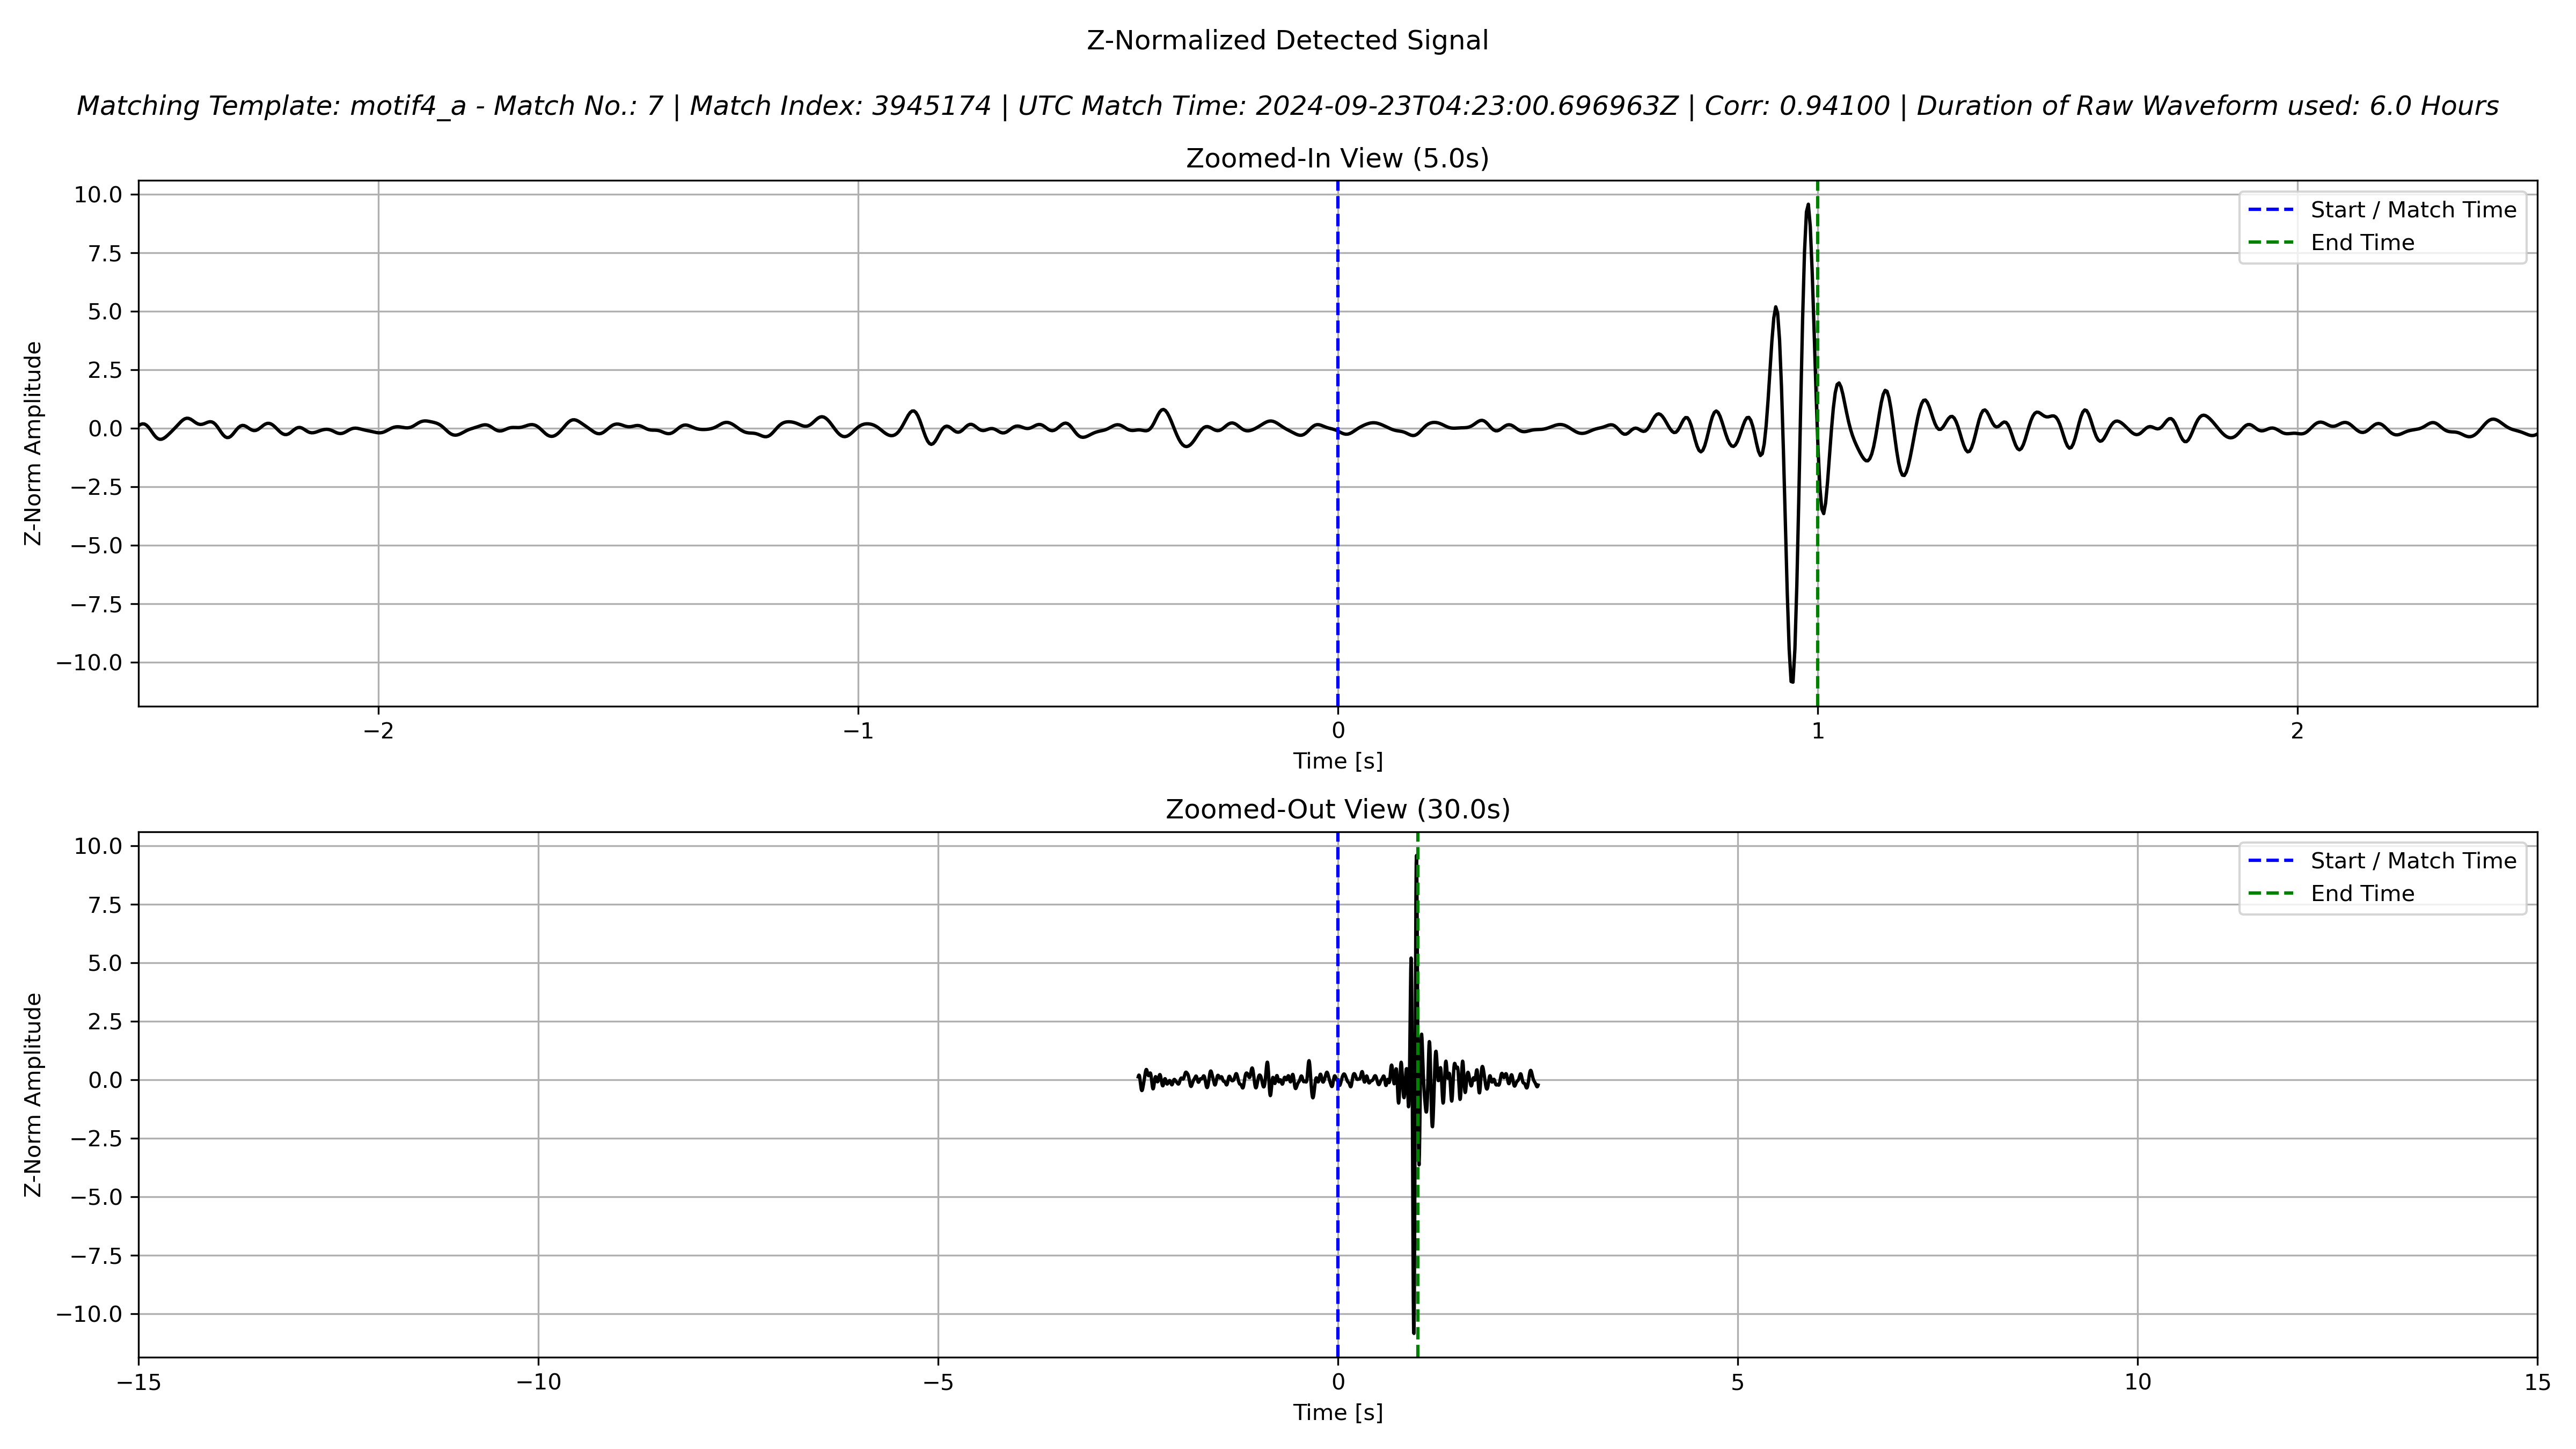 Z-Normalized Detected Signal
Matching Template: motif4_a - Match No.: 7 | Match Index: 3945174 | UTC Match Time: 2024-09-23T04:23:00.696963Z | Corr: 0.94100 | Duration of Raw Waveform used: 6.0 Hours
Zoomed-In View (5.0s)
Z-Norm Amplitude
10.0
7.5
5.0
2.5
0.0
−2.5
−5.0
−7.5
−10.0
Start / Match Time
End Time
−2 −1 0 1 2
Time [s]
Zoomed-Out View (30.0s)
Z-Norm Amplitude
10.0
7.5
5.0
2.5
0.0
−2.5
−5.0
−7.5
−10.0
Start / Match Time
End Time
−15 −10 −5 0 5 10 15
Time [s]